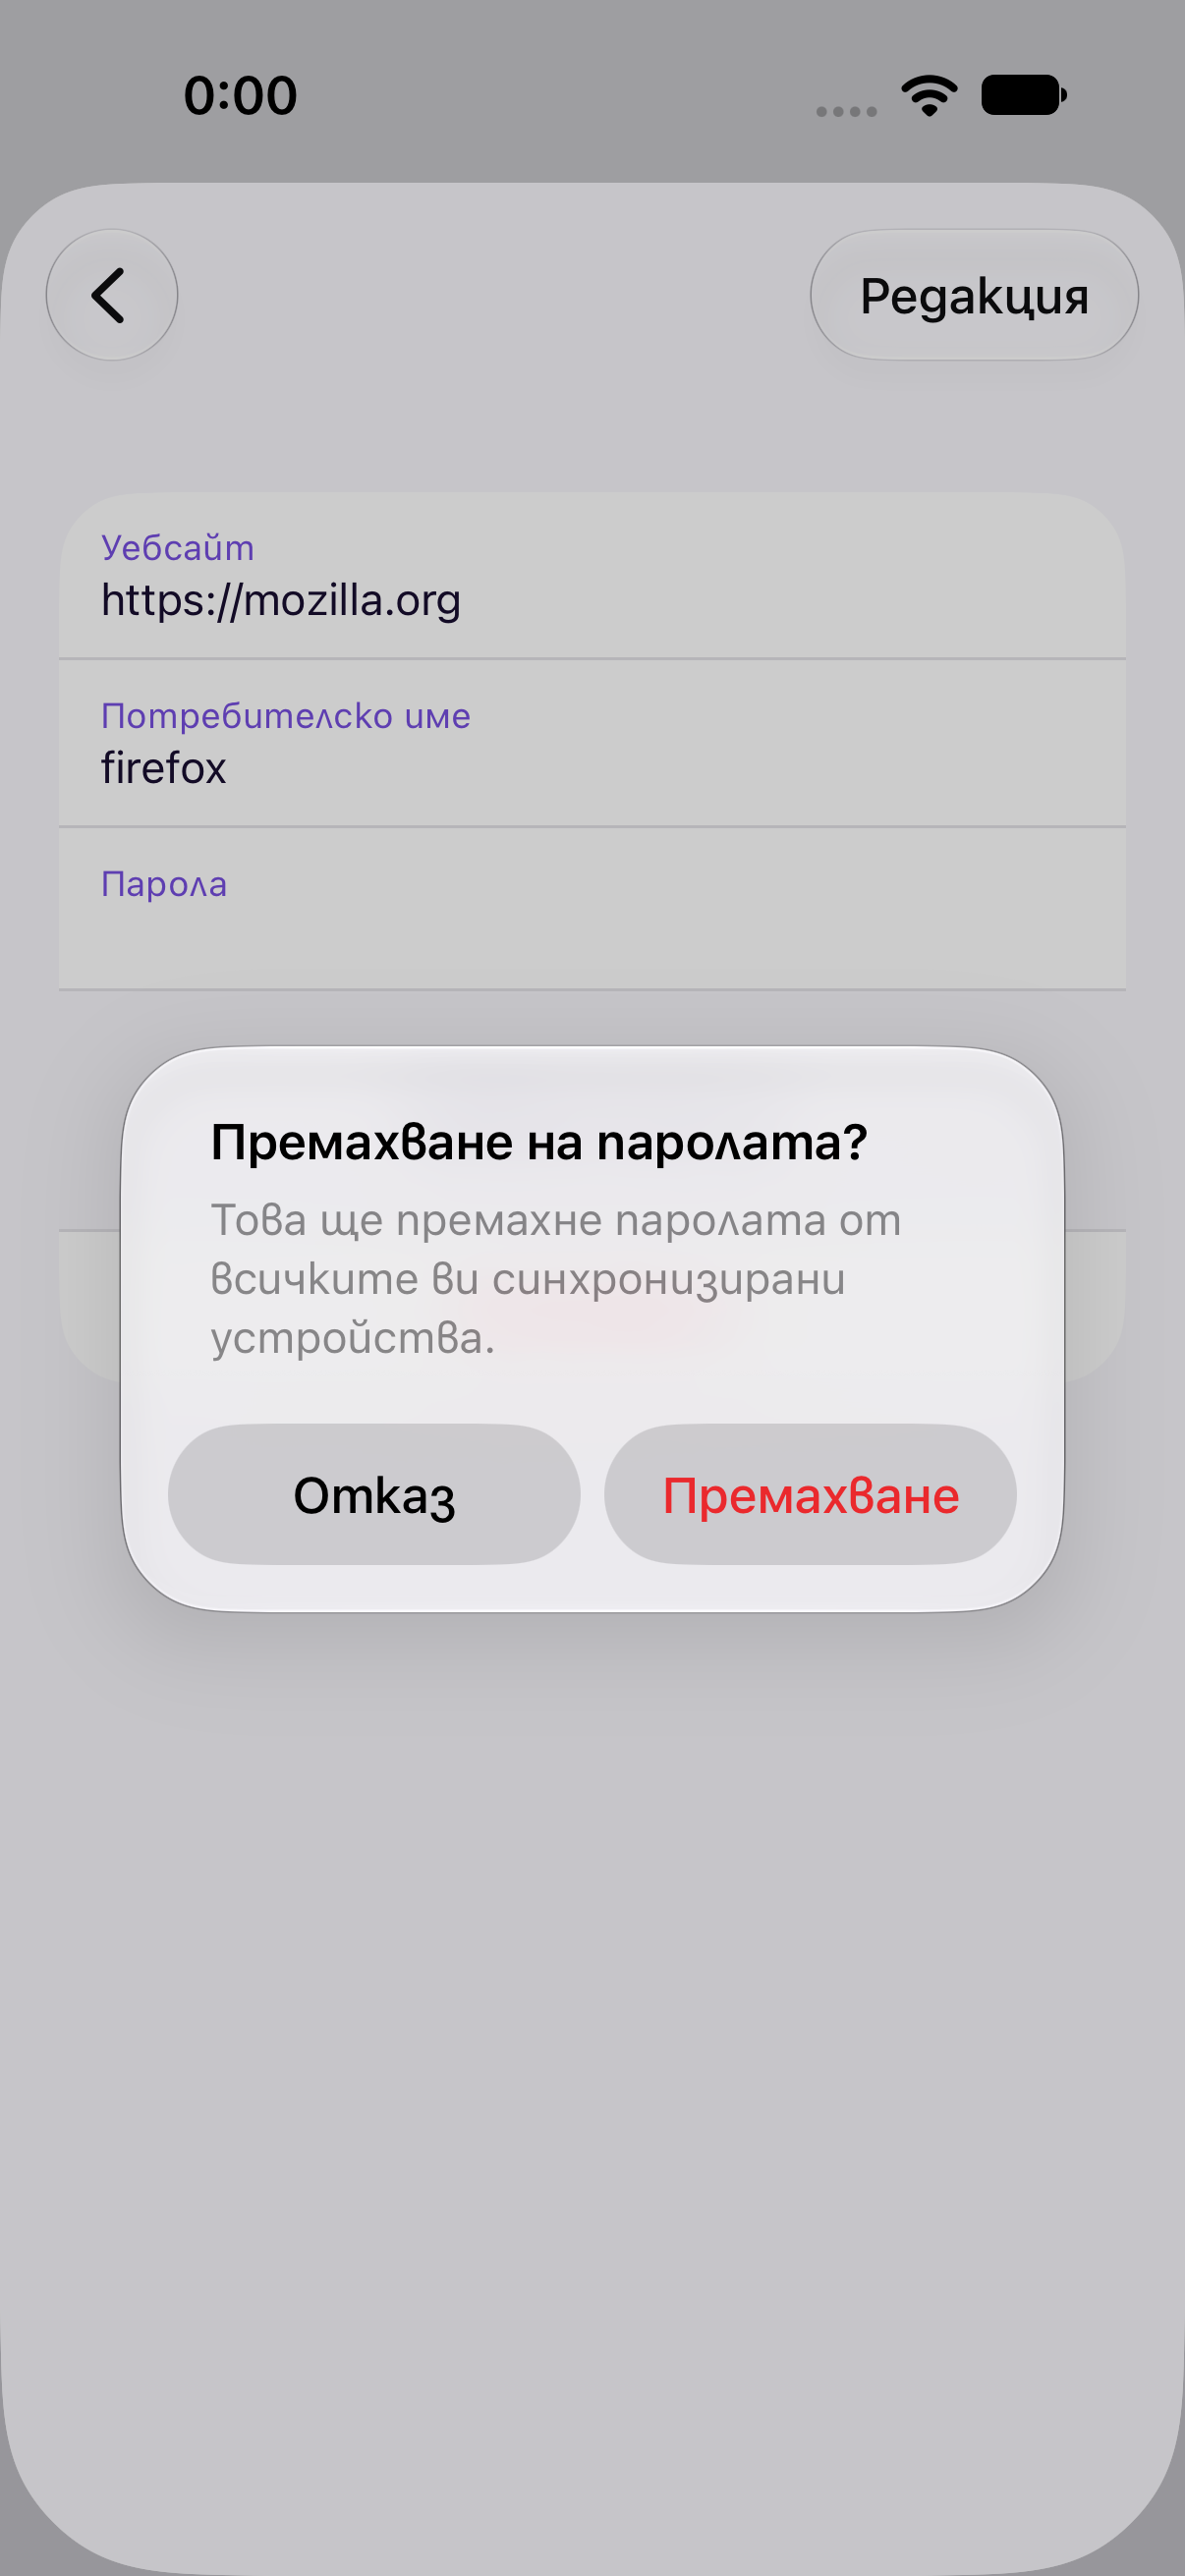 0:00
Редакция
Уебсайт
https://mozilla.org
Потребителско име
firefox
Парола
Премахване на паролата?
Това ще премахне паролата от
всичките ви синхронизирани
устройства.
Отказ
Премахване